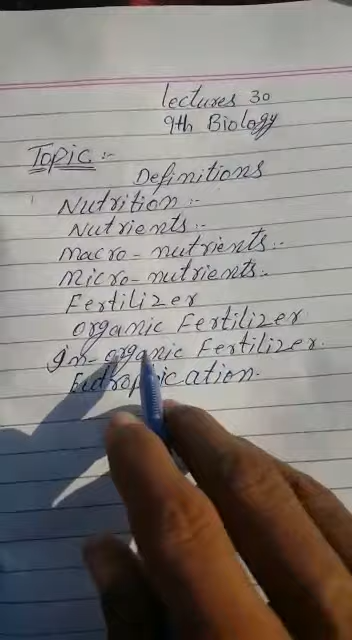 lectures 30
9th Biology
Topic :-
Definitions
Nutrition :-
Nutrients :-
macro-nutrients :-
micro-nutrients :-
Fertilizer
organic Fertilizer
In-organic Fertilizer.
Eutrophication.